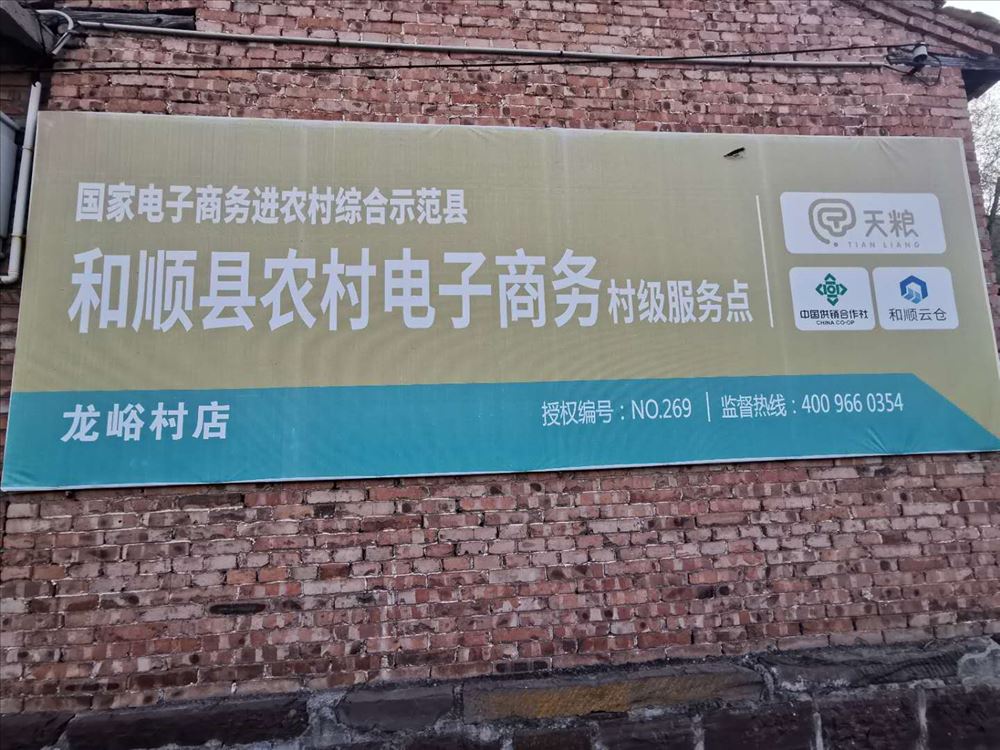 国家电子商务进农村综合示范县
和顺县农村电子商务村级服务点
天粮
TIAN LIANG
中国供销合作社
CHINA CO-OP
和顺云仓
龙峪村店
授权编号：NO.269 | 监督热线：400 966 0354